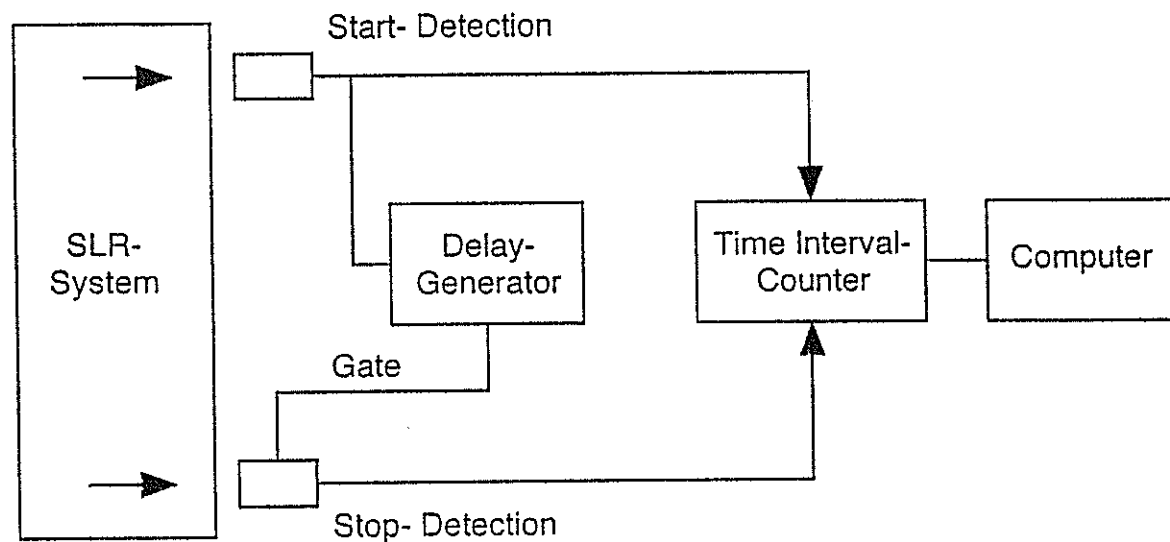 Start- Detection
SLR-
System
Delay-
Generator
Time Interval-
Counter
Computer
Gate
Stop- Detection